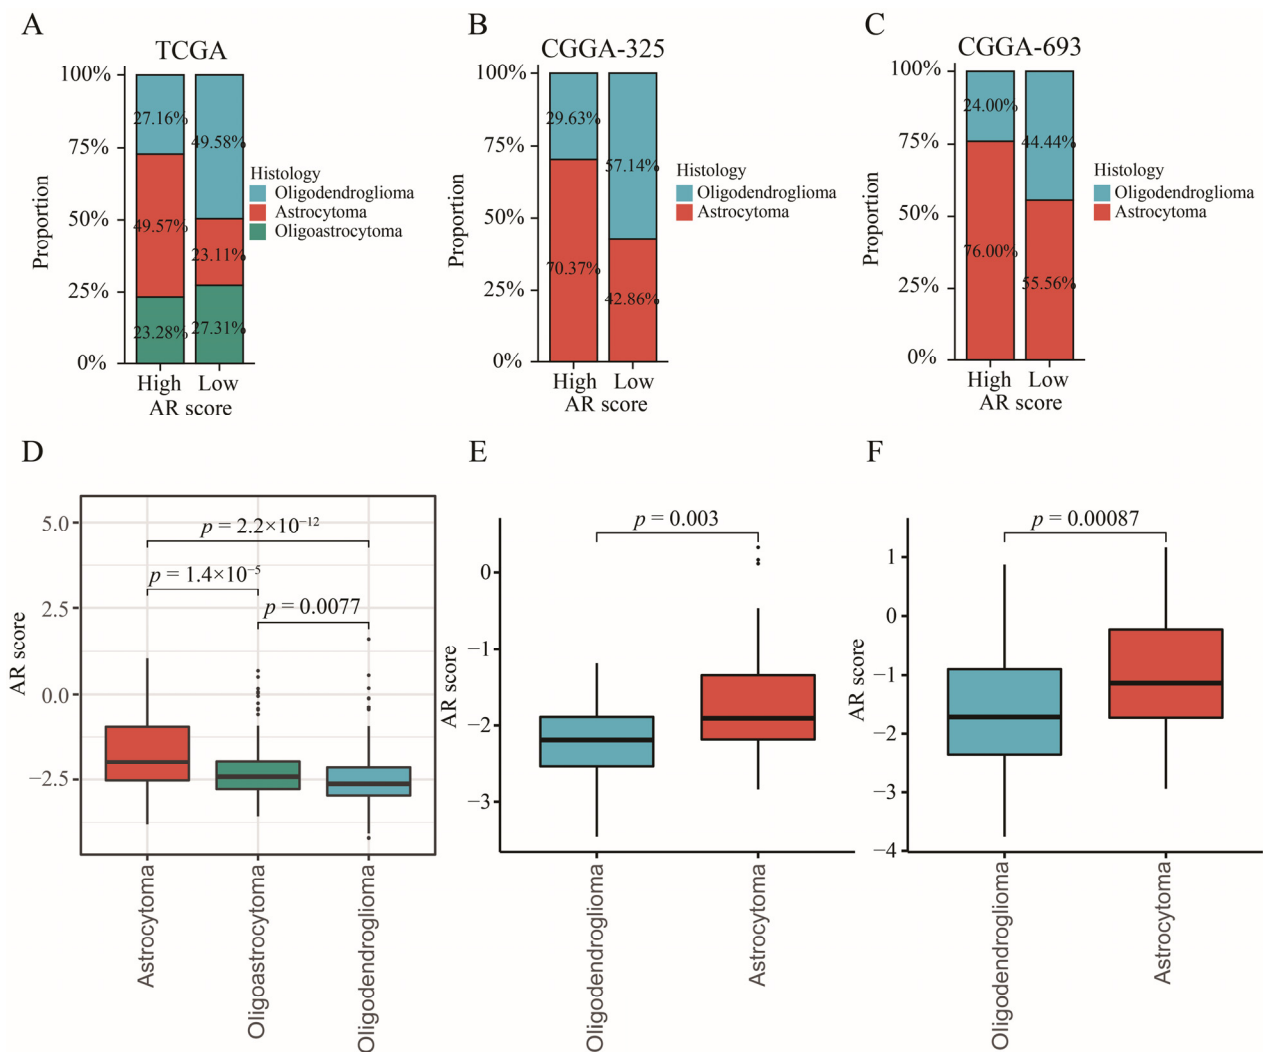 A
TCGA
100%
75%
50%
25%
0%
Proportion
27.16%
49.58%
49.57%
23.11%
23.28%
27.31%
High Low
AR score
Histology
Oligodendroglioma
Astrocytoma
Oligoastrocytoma
B
CGGA-325
100%
75%
50%
25%
0%
Proportion
29.63%
57.14%
70.37%
42.86%
High Low
AR score
Histology
Oligodendroglioma
Astrocytoma
C
CGGA-693
100%
75%
50%
25%
0%
Proportion
24.00%
44.44%
76.00%
55.56%
High Low
AR score
Histology
Oligodendroglioma
Astrocytoma
D
5.0
2.5
0.0
−2.5
AR score
p = 2.2×10⁻¹²
p = 1.4×10⁻⁵
p = 0.0077
Astrocytoma
Oligoastrocytoma
Oligodendroglioma
E
0
−1
−2
−3
AR score
p = 0.003
Oligodendroglioma
Astrocytoma
F
1
0
−1
−2
−3
−4
AR score
p = 0.00087
Oligodendroglioma
Astrocytoma